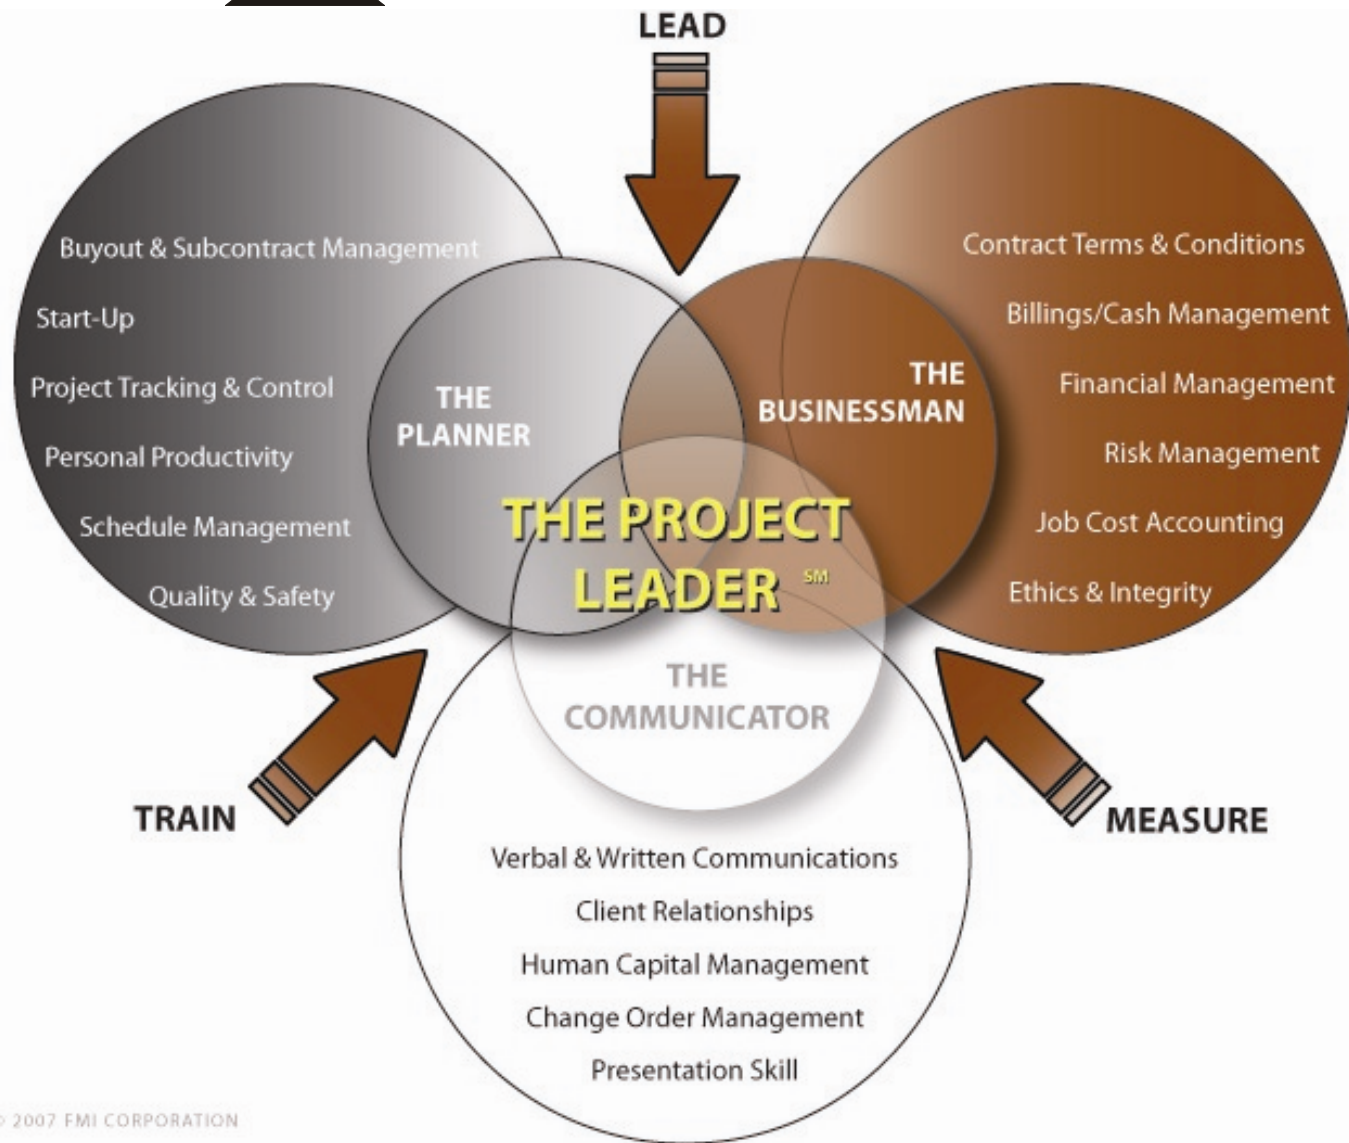 LEAD
Buyout & Subcontract Management
Start-Up
Project Tracking & Control
Personal Productivity
Schedule Management
Quality & Safety
THE
PLANNER
Contract Terms & Conditions
Billings/Cash Management
Financial Management
Risk Management
Job Cost Accounting
Ethics & Integrity
THE
BUSINESSMAN
THE PROJECT
LEADER SM
THE
COMMUNICATOR
TRAIN
MEASURE
Verbal & Written Communications
Client Relationships
Human Capital Management
Change Order Management
Presentation Skill
© 2007 FMI CORPORATION